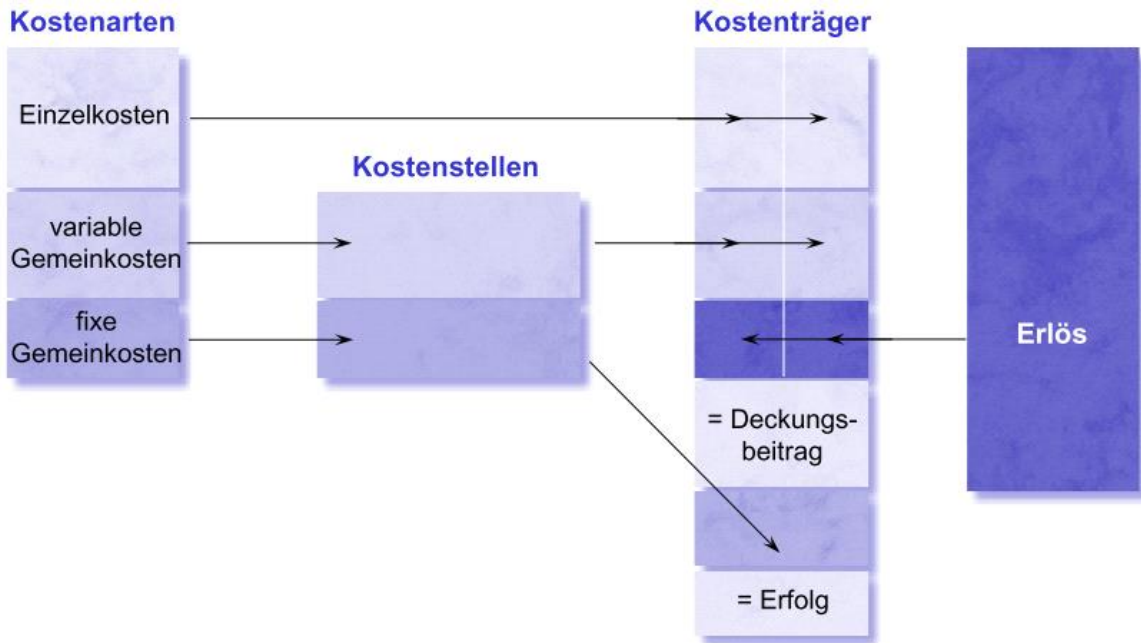 Kostenarten
Kostenträger
Einzelkosten
Kostenstellen
variable
Gemeinkosten
fixe
Gemeinkosten
Erlös
= Deckungs-
beitrag
= Erfolg